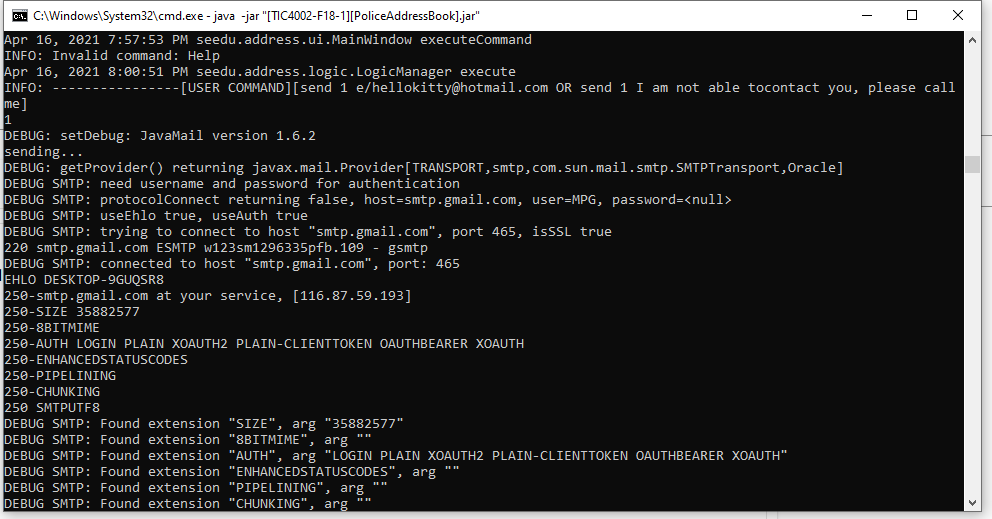 C:\Windows\System32\cmd.exe - java  -jar "[TIC4002-F18-1][PoliceAddressBook].jar"
Apr 16, 2021 7:57:53 PM seedu.address.ui.MainWindow executeCommand
INFO: Invalid command: Help
Apr 16, 2021 8:00:51 PM seedu.address.logic.LogicManager execute
INFO: ----------------[USER COMMAND][send 1 e/hellokitty@hotmail.com OR send 1 I am not able tocontact you, please call
me]
1
DEBUG: setDebug: JavaMail version 1.6.2
sending...
DEBUG: getProvider() returning javax.mail.Provider[TRANSPORT,smtp,com.sun.mail.smtp.SMTPTransport,Oracle]
DEBUG SMTP: need username and password for authentication
DEBUG SMTP: protocolConnect returning false, host=smtp.gmail.com, user=MPG, password=<null>
DEBUG SMTP: useEhlo true, useAuth true
DEBUG SMTP: trying to connect to host "smtp.gmail.com", port 465, isSSL true
220 smtp.gmail.com ESMTP w123sm1296335pfb.109 - gsmtp
DEBUG SMTP: connected to host "smtp.gmail.com", port: 465
EHLO DESKTOP-9GUQSR8
250-smtp.gmail.com at your service, [116.87.59.193]
250-SIZE 35882577
250-8BITMIME
250-AUTH LOGIN PLAIN XOAUTH2 PLAIN-CLIENTTOKEN OAUTHBEARER XOAUTH
250-ENHANCEDSTATUSCODES
250-PIPELINING
250-CHUNKING
250 SMTPUTF8
DEBUG SMTP: Found extension "SIZE", arg "35882577"
DEBUG SMTP: Found extension "8BITMIME", arg ""
DEBUG SMTP: Found extension "AUTH", arg "LOGIN PLAIN XOAUTH2 PLAIN-CLIENTTOKEN OAUTHBEARER XOAUTH"
DEBUG SMTP: Found extension "ENHANCEDSTATUSCODES", arg ""
DEBUG SMTP: Found extension "PIPELINING", arg ""
DEBUG SMTP: Found extension "CHUNKING", arg ""